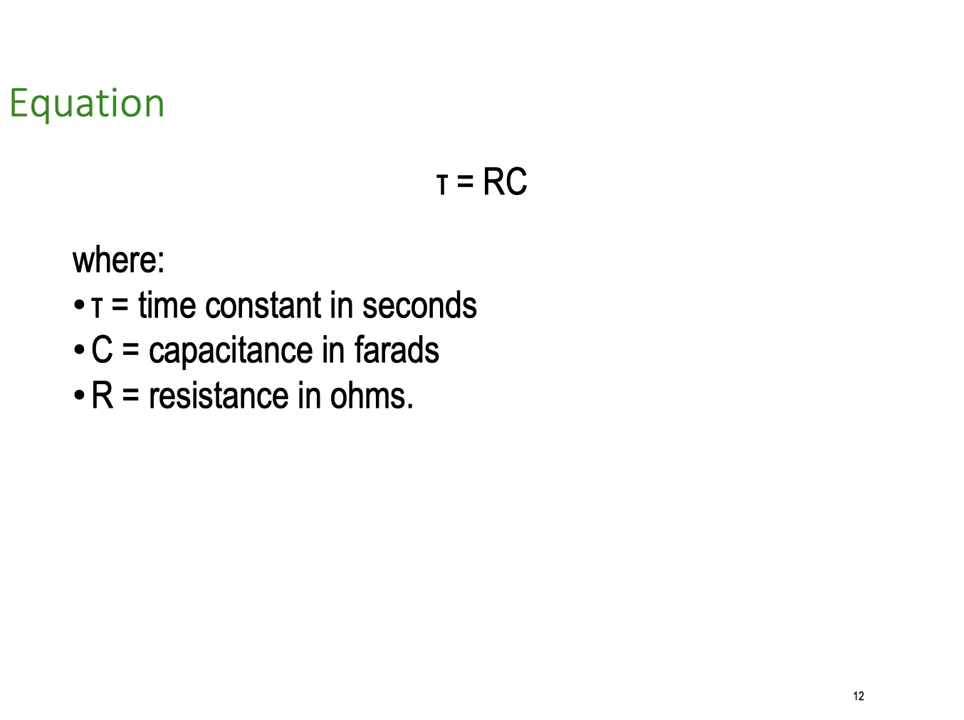 Equation
τ = RC
where:
• τ = time constant in seconds
• C = capacitance in farads
• R = resistance in ohms.
12